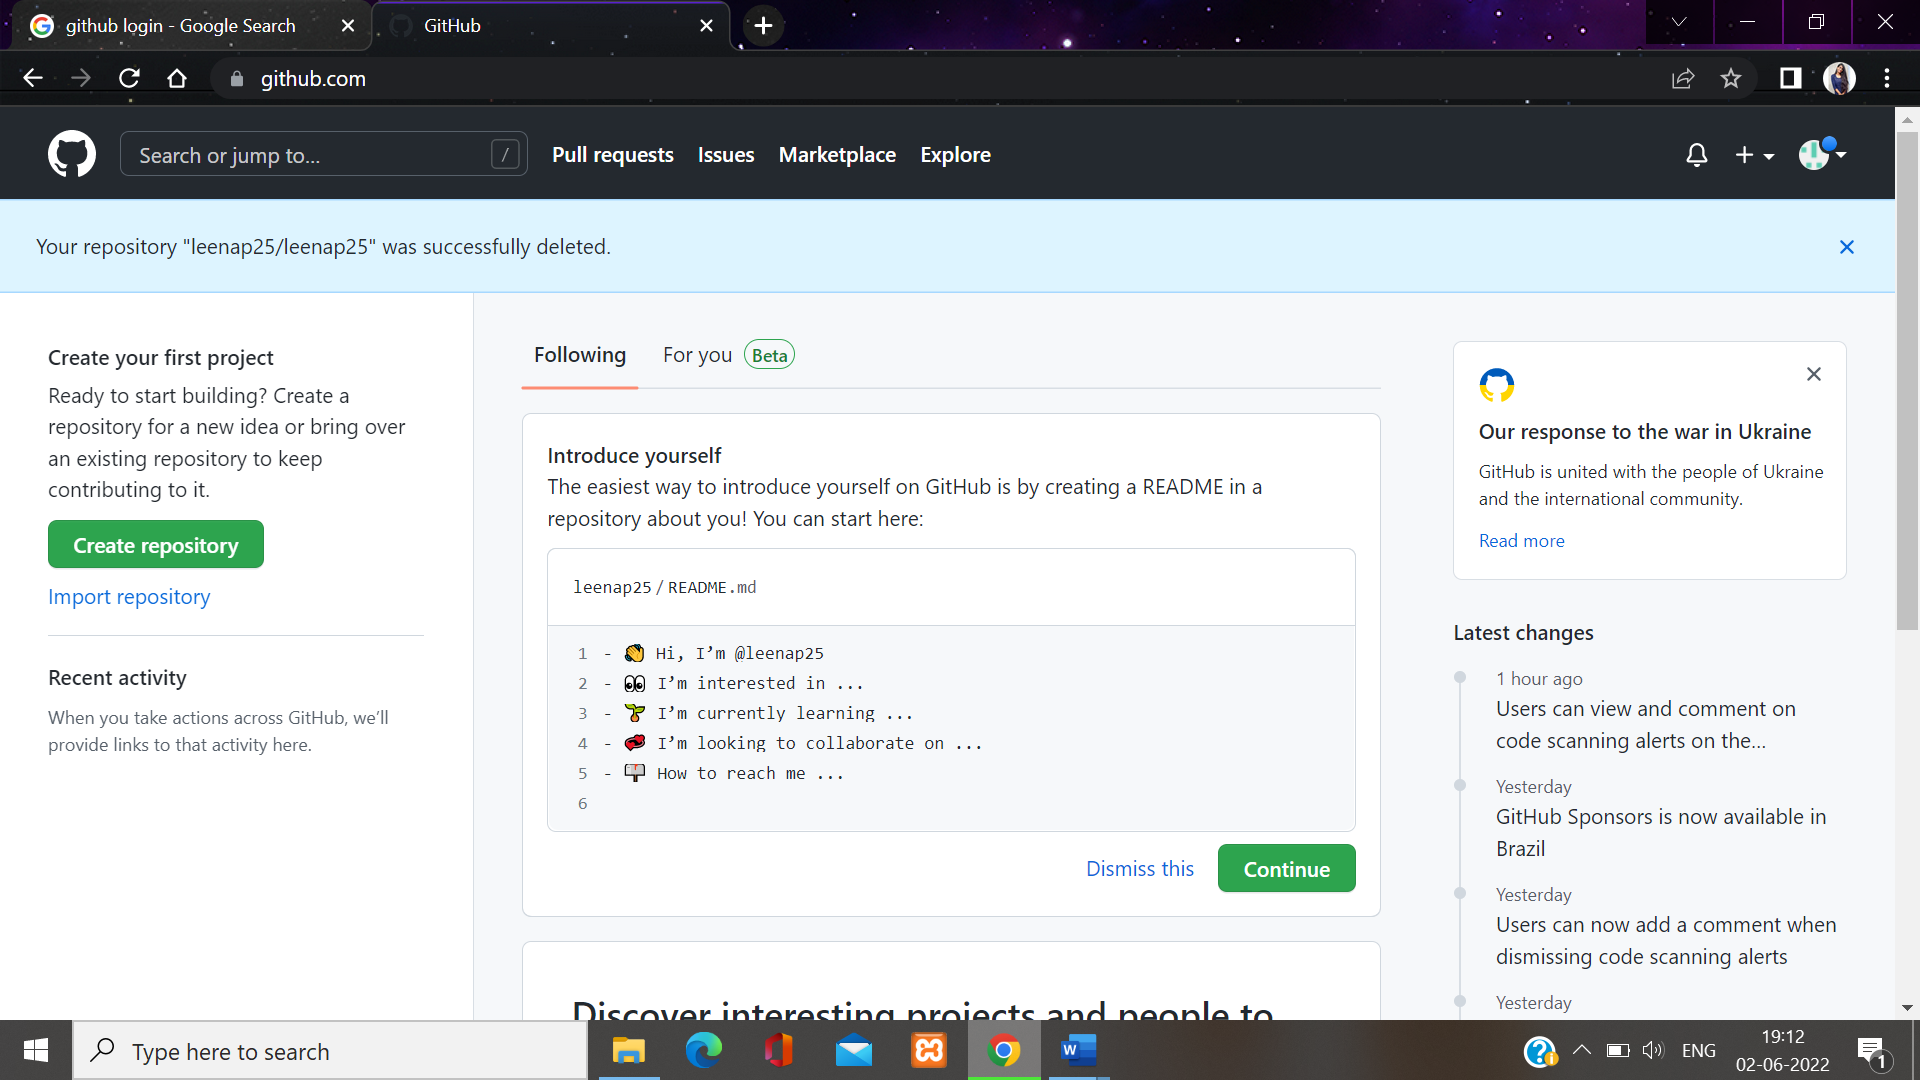 github login - Google Search
GitHub
github.com
Search or jump to...
/
Pull requests
Issues
Marketplace
Explore
Your repository "leenap25/leenap25" was successfully deleted.
Create your first project
Ready to start building? Create a
repository for a new idea or bring over
an existing repository to keep
contributing to it.
Create repository
Import repository
Recent activity
When you take actions across GitHub, we’ll
provide links to that activity here.
Following
For you
Beta
Introduce yourself
The easiest way to introduce yourself on GitHub is by creating a README in a
repository about you! You can start here:
leenap25 / README.md
1 - 👋 Hi, I’m @leenap25
2 - 👀 I’m interested in ...
3 - 🌱 I’m currently learning ...
4 - 💞️ I’m looking to collaborate on ...
5 - 📫 How to reach me ...
6
Dismiss this
Continue
Discover interesting projects and people to
Our response to the war in Ukraine
GitHub is united with the people of Ukraine
and the international community.
Read more
Latest changes
1 hour ago
Users can view and comment on
code scanning alerts on the...
Yesterday
GitHub Sponsors is now available in
Brazil
Yesterday
Users can now add a comment when
dismissing code scanning alerts
Yesterday
Type here to search
ENG
19:12
02-06-2022
1